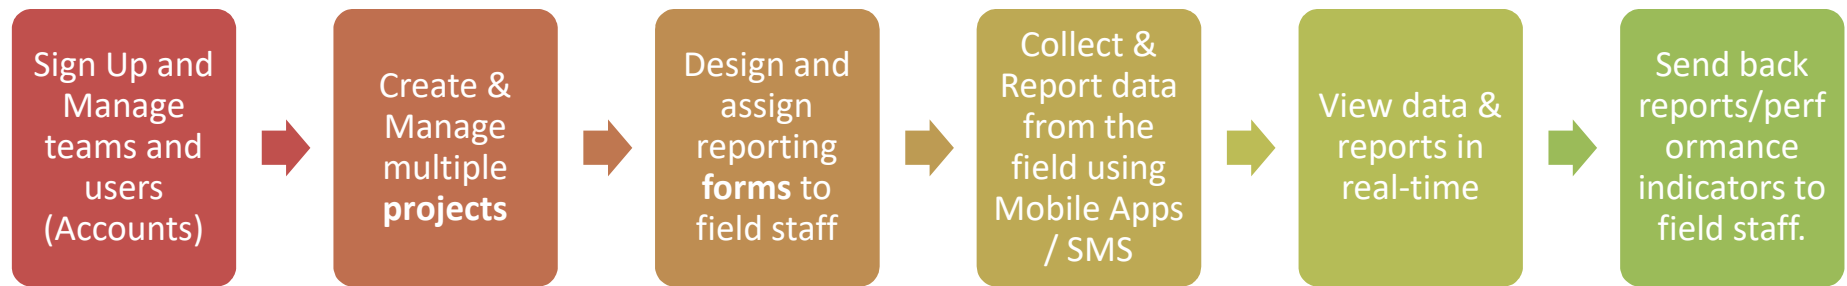 Sign Up and
Manage
teams and
users
(Accounts)
Create &
Manage
multiple
projects
Design and
assign
reporting
forms to
field staff
Collect &
Report data
from the
field using
Mobile Apps
/ SMS
View data &
reports in
real-time
Send back
reports/perf
ormance
indicators to
field staff.